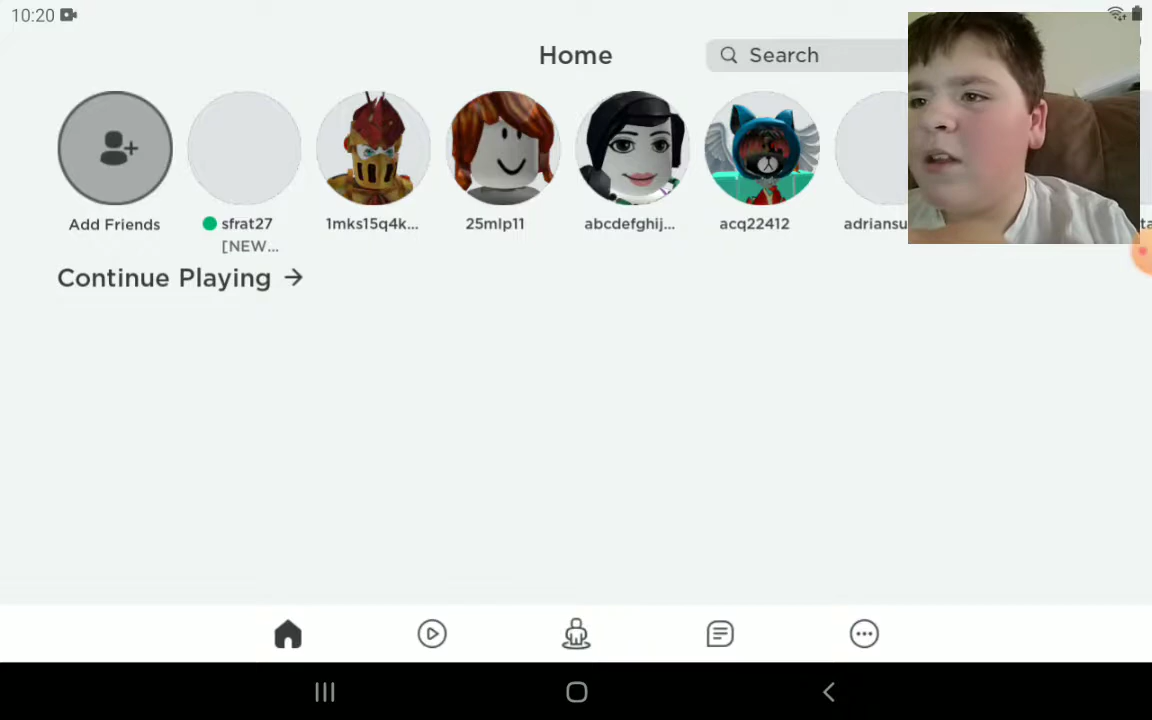 10:20
Home
Search
Add Friends
sfrat27
1mks15q4k...
25mlp11
abcdefghij...
acq22412
adriansu
[NEW...
Continue Playing →